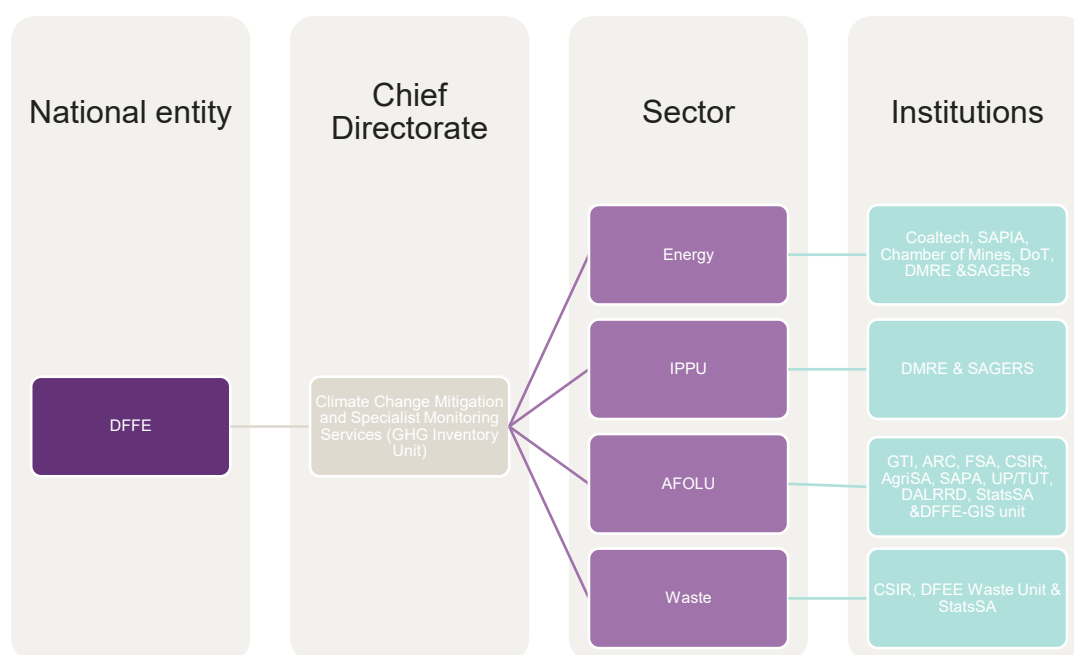 National entity
Chief
Directorate
Sector
Institutions
DFFE
Climate Change Mitigation
and Specialist Monitoring
Services (GHG Inventory
Unit)
Energy
IPPU
AFOLU
Waste
Coaltech, SAPIA,
Chamber of Mines, DoT,
DMRE &SAGERs
DMRE & SAGERS
GTI, ARC, FSA, CSIR,
AgriSA, SAPA, UP/TUT,
DALRRD, StatsSA
&DFFE-GIS unit
CSIR, DFEE Waste Unit &
StatsSA